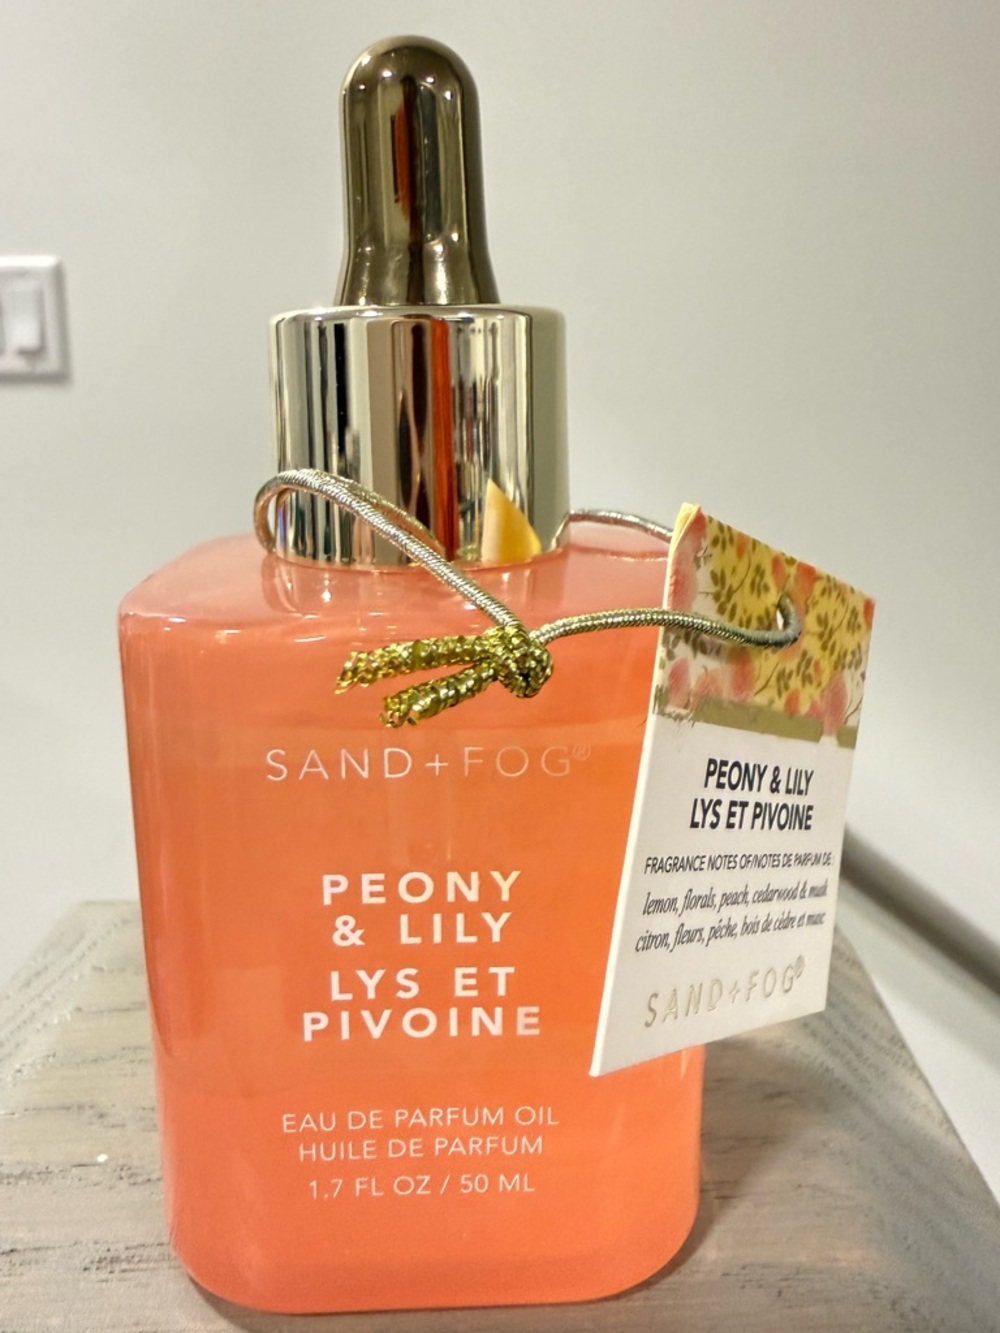 SAND+FOG®
PEONY
& LILY
LYS ET
PIVOINE
EAU DE PARFUM OIL
HUILE DE PARFUM
1.7 FL OZ / 50 ML
PEONY & LILY
LYS ET PIVOINE
FRAGRANCE NOTES OF/NOTES DE PARFUM DE:
lemon, florals, peach, cedarwood & musk
citron, fleurs, pêche, bois de cèdre et musc
SAND+FOG®